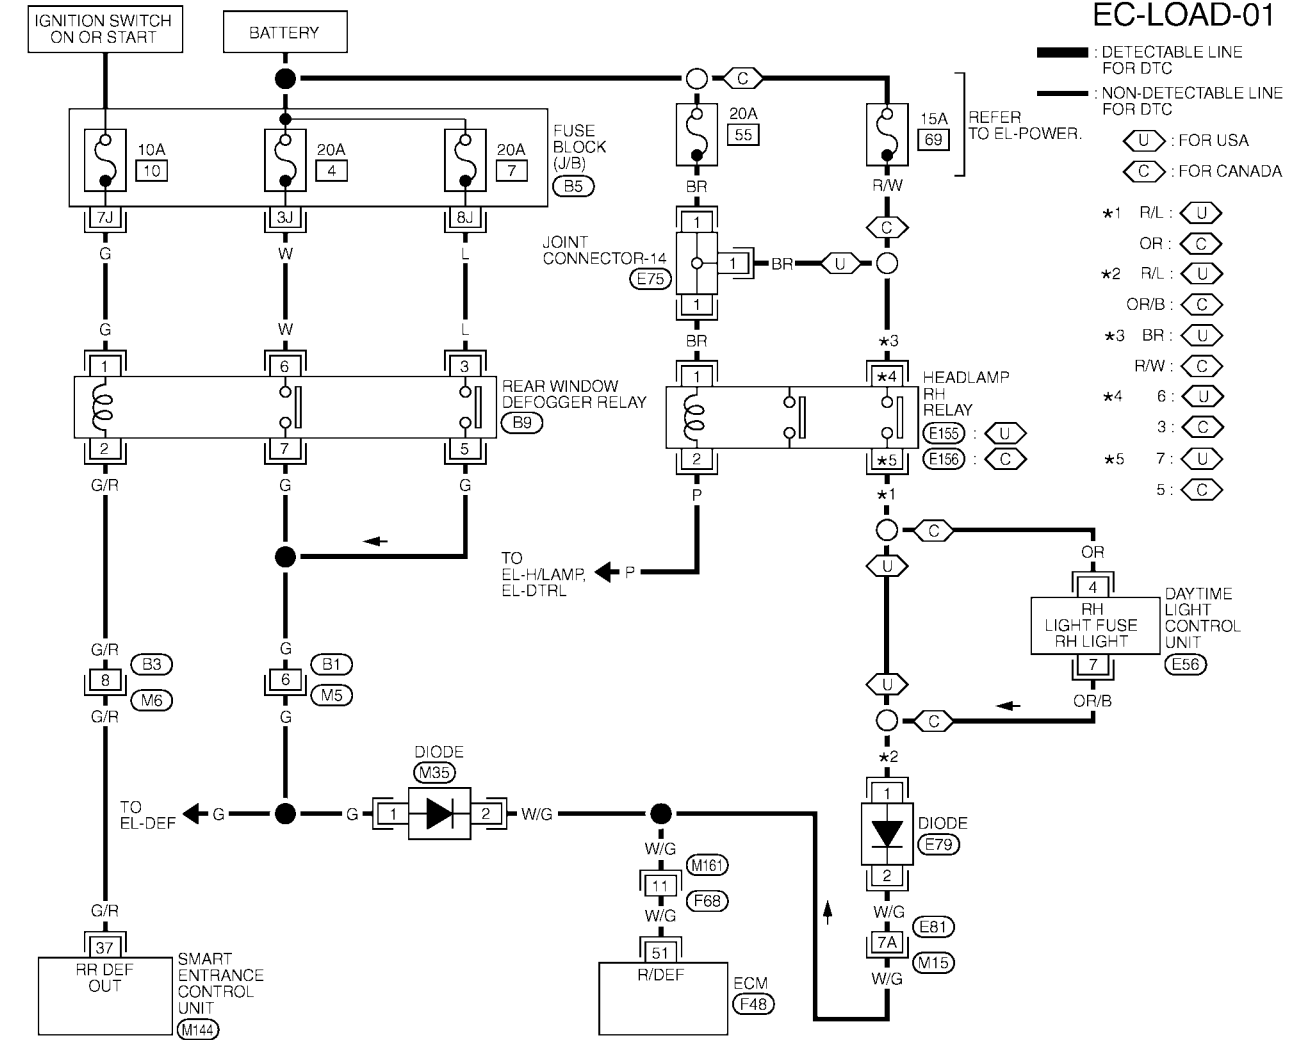 EC-LOAD-01
IGNITION SWITCH
ON OR START
BATTERY
: DETECTABLE LINE
FOR DTC
: NON-DETECTABLE LINE
FOR DTC
U : FOR USA
C : FOR CANADA
*1 R/L : U
OR : C
*2 R/L : U
OR/B : C
*3 BR : U
R/W : C
*4 6 : U
3 : C
*5 7 : U
5 : C
C
10A
10
20A
4
20A
7
FUSE
BLOCK
(J/B)
B5
20A
55
15A
69
REFER
TO EL-POWER.
7J
3J
8J
G
W
L
BR
R/W
C
1
JOINT
CONNECTOR-14
E75
1
BR
U
1
G
W
L
BR
*3
1
6
3
REAR WINDOW
DEFOGGER RELAY
B9
2
7
5
1
*4
HEADLAMP
RH
RELAY
E155 : U
E156 : C
2
*5
G/R
G
G
P
*1
C
U
OR
TO
EL-H/LAMP,
EL-DTRL
P
4
RH
LIGHT FUSE
RH LIGHT
DAYTIME
LIGHT
CONTROL
UNIT
E56
7
OR/B
U
C
*2
G/R
G
8
B3
M6
6
B1
M5
G/R
G
TO
EL-DEF
G
G
DIODE
M35
1
2
W/G
1
DIODE
E79
2
W/G
M161
11
F68
W/G
W/G
E81
7A
M15
W/G
G/R
37
RR DEF
OUT
SMART
ENTRANCE
CONTROL
UNIT
M144
51
R/DEF
ECM
F48